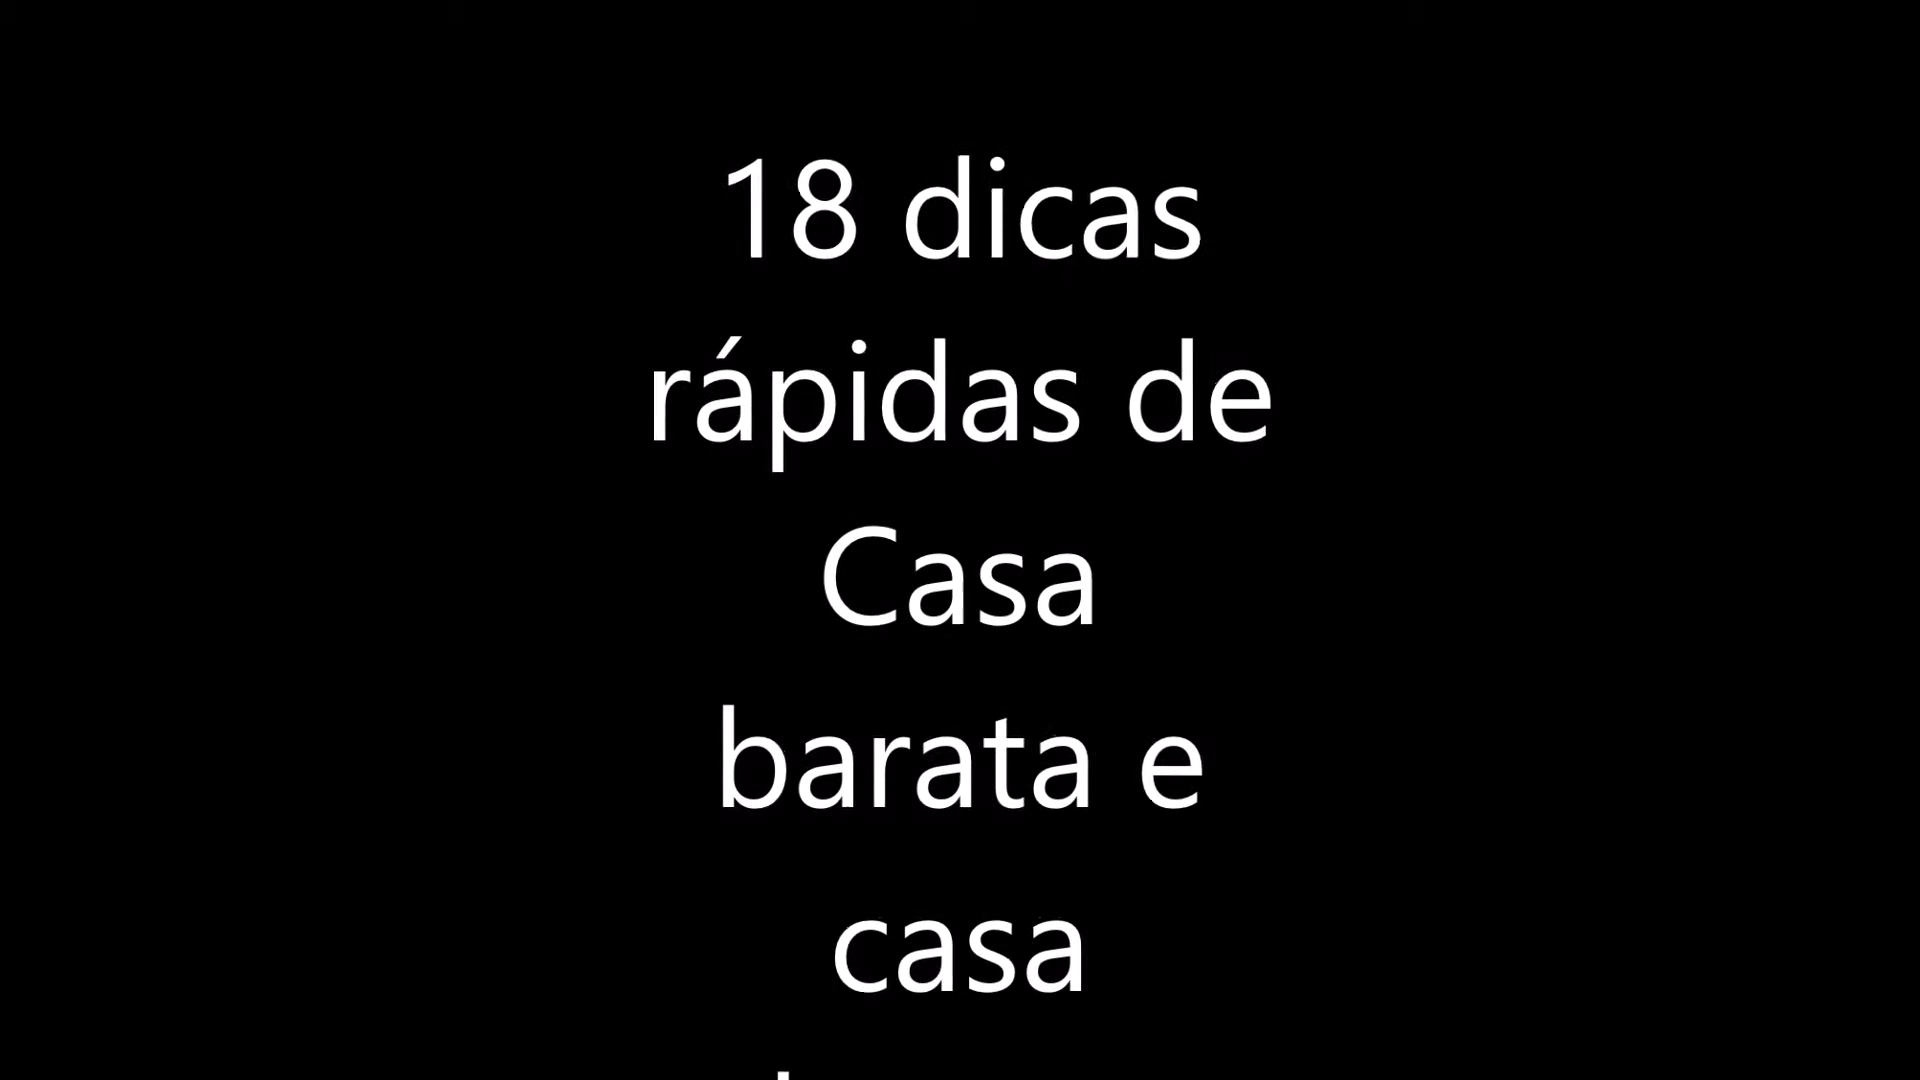 18 dicas
rápidas de
Casa
barata e
casa